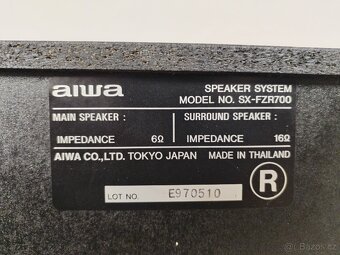 aiwa
SPEAKER SYSTEM
MODEL NO. SX-FZR700
MAIN SPEAKER :
IMPEDANCE 6Ω
SURROUND SPEAKER :
IMPEDANCE 16Ω
AIWA CO.,LTD. TOKYO JAPAN MADE IN THAILAND
LOT NO. E970510
R